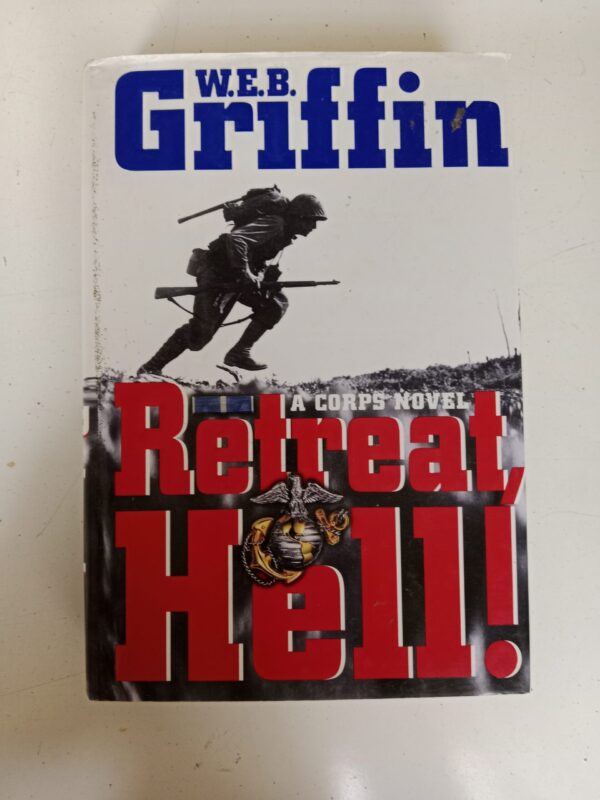 W.E.B.
Griffin
A CORPS NOVEL
Retreat,
Hell!